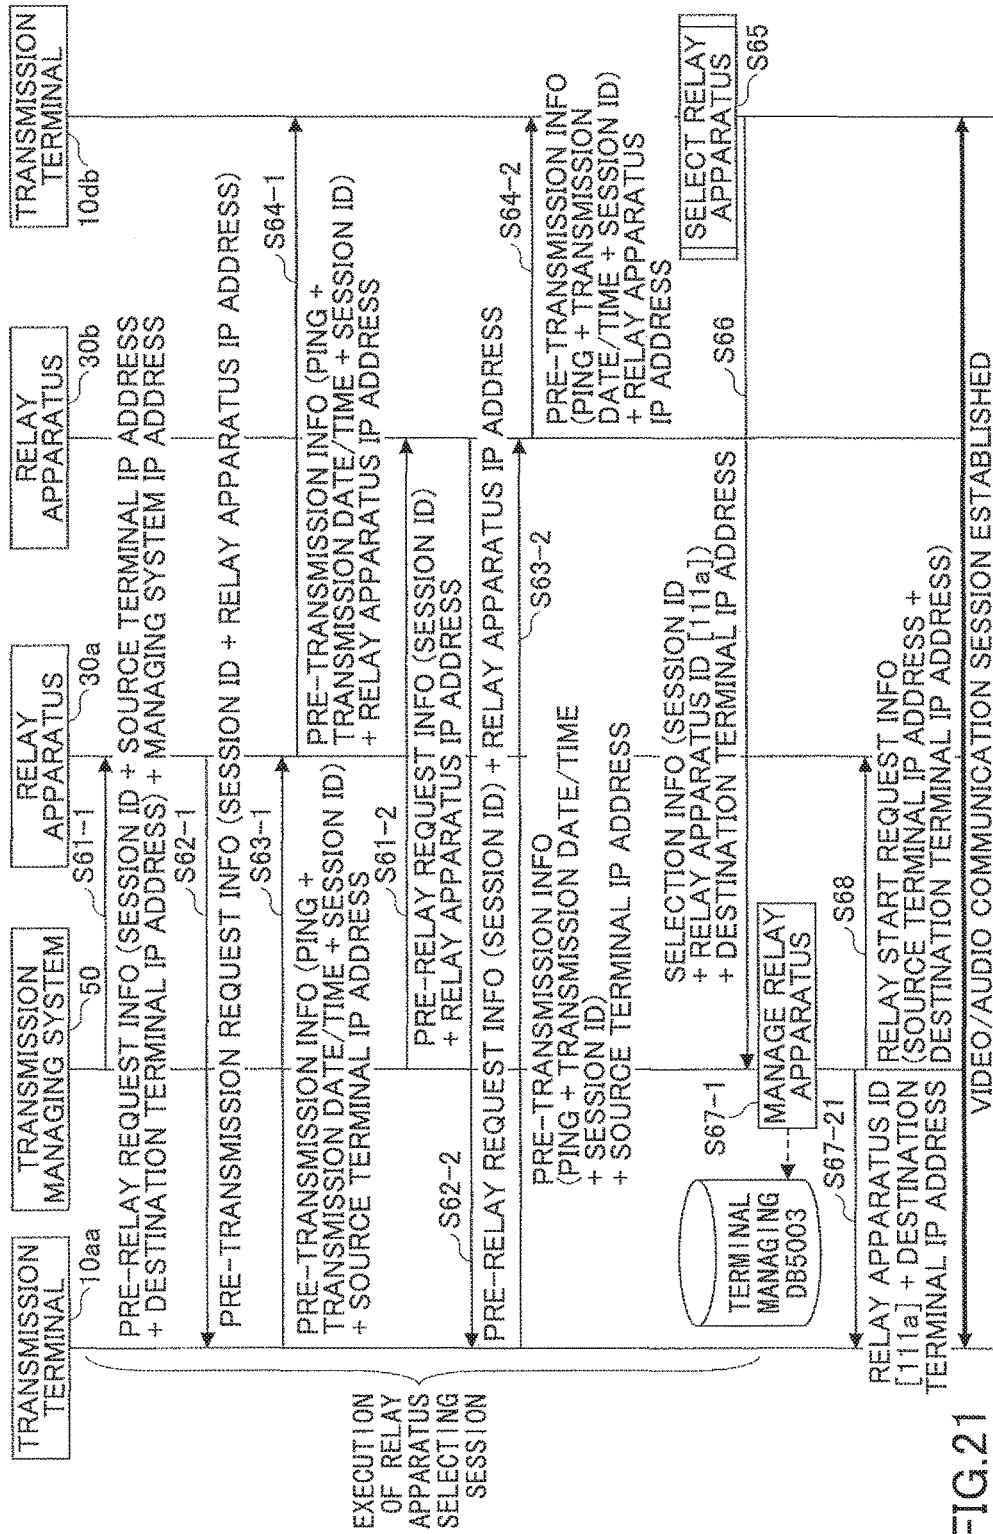 TRANSMISSION
TERMINAL
10aa
TRANSMISSION
MANAGING SYSTEM
50
RELAY
APPARATUS
30a
RELAY
APPARATUS
30b
TRANSMISSION
TERMINAL
10db
S61-1
PRE-RELAY REQUEST INFO (SESSION ID + SOURCE TERMINAL IP ADDRESS
+ DESTINATION TERMINAL IP ADDRESS) + MANAGING SYSTEM IP ADDRESS
S62-1
PRE-TRANSMISSION REQUEST INFO (SESSION ID + RELAY APPARATUS IP ADDRESS)
S63-1
PRE-TRANSMISSION INFO (PING +
TRANSMISSION DATE/TIME + SESSION ID)
+ SOURCE TERMINAL IP ADDRESS
S64-1
PRE-TRANSMISSION INFO (PING +
TRANSMISSION DATE/TIME + SESSION ID)
+ RELAY APPARATUS IP ADDRESS
S61-2
PRE-RELAY REQUEST INFO (SESSION ID)
+ RELAY APPARATUS IP ADDRESS
S62-2
PRE-RELAY REQUEST INFO (SESSION ID) + RELAY APPARATUS IP ADDRESS
S63-2
PRE-TRANSMISSION INFO
(PING + TRANSMISSION DATE/TIME
+ SESSION ID)
+ SOURCE TERMINAL IP ADDRESS
S64-2
PRE-TRANSMISSION INFO
(PING + TRANSMISSION
DATE/TIME + SESSION ID)
+ RELAY APPARATUS
IP ADDRESS
EXECUTION
OF RELAY
APPARATUS
SELECTING
SESSION
SELECT RELAY
APPARATUS
S65
S66
SELECTION INFO (SESSION ID
+ RELAY APPARATUS ID [111a])
+ DESTINATION TERMINAL IP ADDRESS
S67-1
MANAGE RELAY
APPARATUS
TERMINAL
MANAGING
DB5003
S67-21
RELAY APPARATUS ID
[111a] + DESTINATION
TERMINAL IP ADDRESS
S68
RELAY START REQUEST INFO
(SOURCE TERMINAL IP ADDRESS +
DESTINATION TERMINAL IP ADDRESS)
VIDEO/AUDIO COMMUNICATION SESSION ESTABLISHED
FIG.21